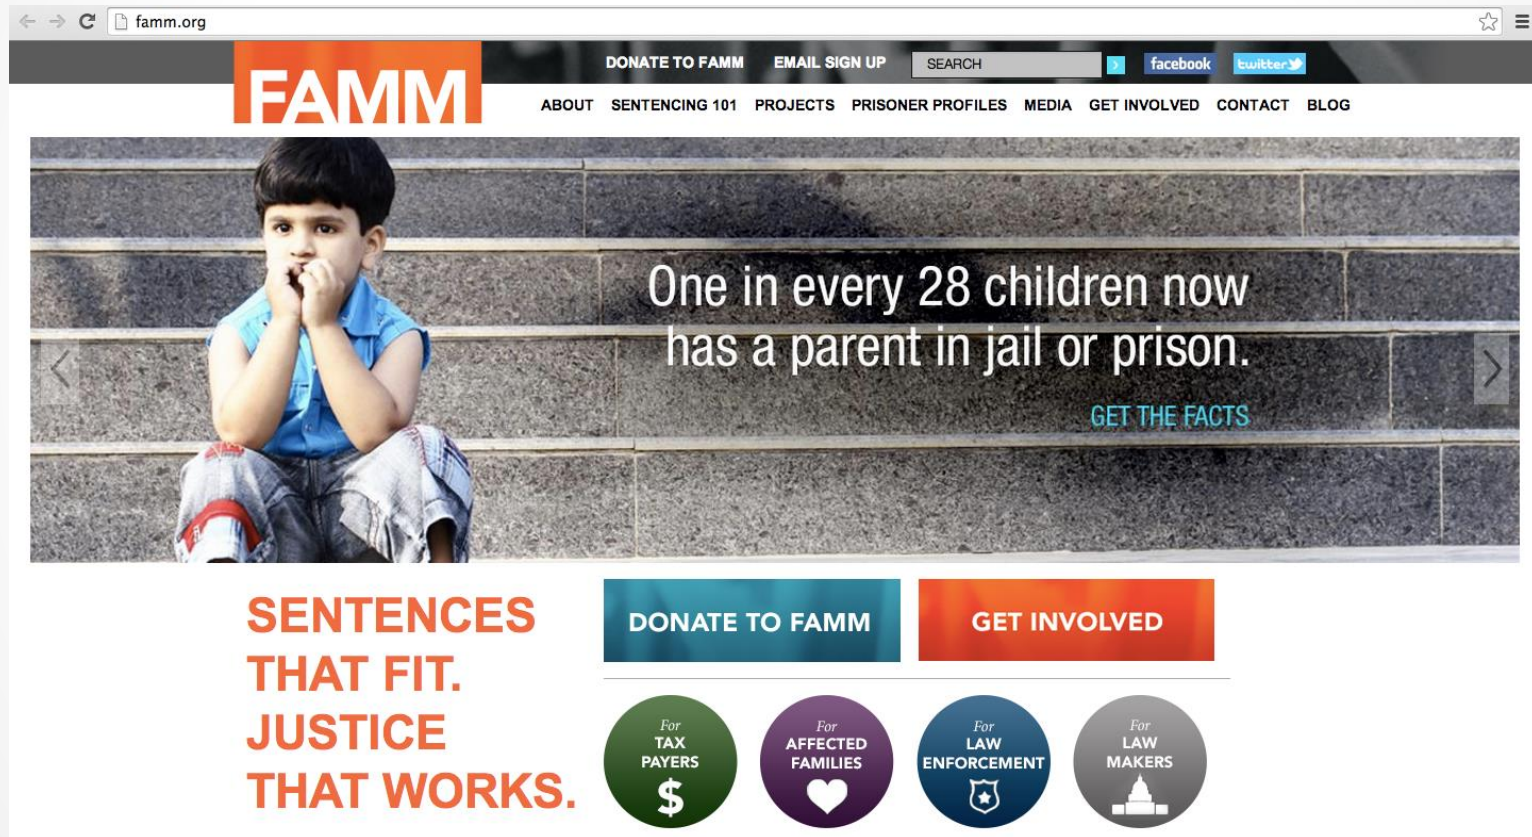 famm.org
FAMM
DONATE TO FAMM EMAIL SIGN UP SEARCH facebook twitter
ABOUT SENTENCING 101 PROJECTS PRISONER PROFILES MEDIA GET INVOLVED CONTACT BLOG
One in every 28 children now
has a parent in jail or prison.
GET THE FACTS
SENTENCES
THAT FIT.
JUSTICE
THAT WORKS.
DONATE TO FAMM
GET INVOLVED
For
TAX
PAYERS
$
For
AFFECTED
FAMILIES
For
LAW
ENFORCEMENT
For
LAW
MAKERS